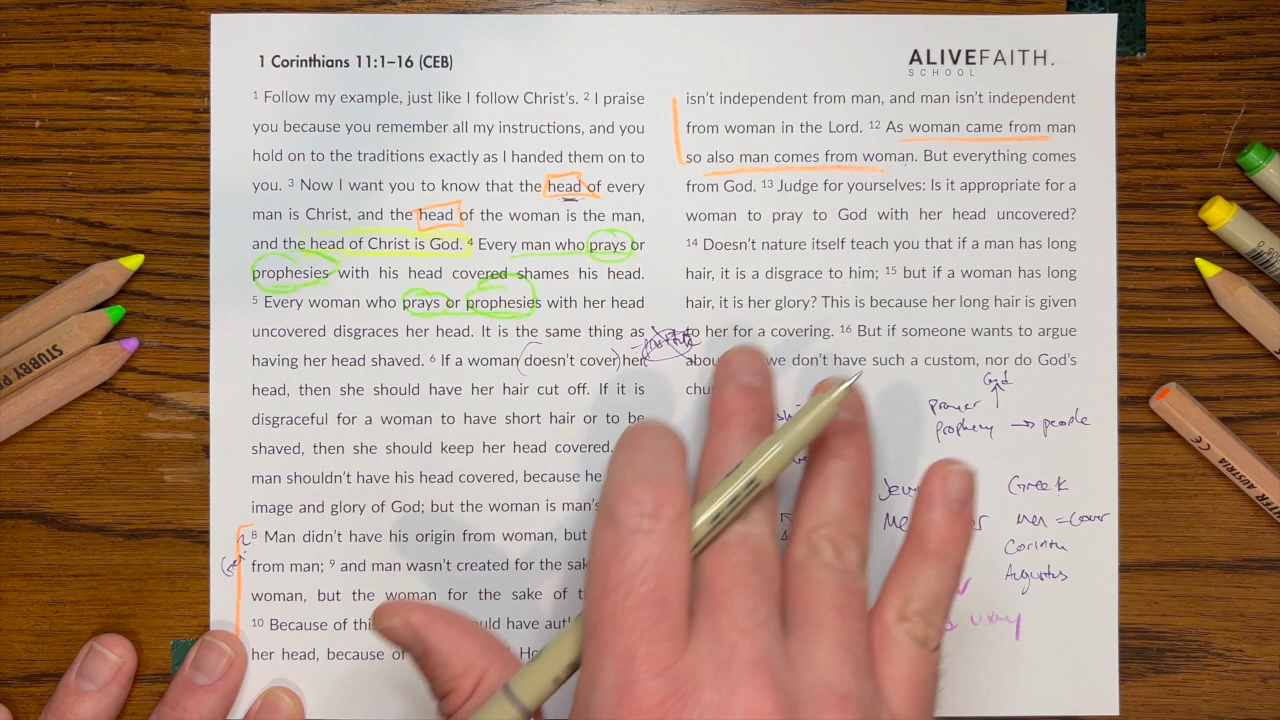 1 Corinthians 11:1–16 (CEB)
ALIVEFAITH.
SCHOOL
1 Follow my example, just like I follow Christ's. 2 I praise
you because you remember all my instructions, and you
hold on to the traditions exactly as I handed them on to
you. 3 Now I want you to know that the head of every
man is Christ, and the head of the woman is the man,
and the head of Christ is God. 4 Every man who prays or
prophesies with his head covered shames his head.
5 Every woman who prays or prophesies with her head
uncovered disgraces her head. It is the same thing as
having her head shaved. 6 If a woman doesn't cover her
head, then she should have her hair cut off. If it is
disgraceful for a woman to have short hair or to be
shaved, then she should keep her head covered.
man shouldn't have his head covered, because he
image and glory of God; but the woman is man's
8 Man didn't have his origin from woman, but
from man; 9 and man wasn't created for the
woman, but the woman for the sake of
10 Because of have
her head, because
isn't independent from man, and man isn't independent
from woman in the Lord. 12 As woman came from man
so also man comes from woman. But everything comes
from God. 13 Judge for yourselves: Is it appropriate for a
woman to pray to God with her head uncovered?
14 Doesn't nature itself teach you that if a man has long
hair, it is a disgrace to him; 15 but if a woman has long
hair, it is her glory? This is because her long hair is given
to her for a covering. 16 But if someone wants to argue
we don't have such a custom, nor do God's
God
Prayer
prophecy → people
Greek
men = cover
Corinth
Augustus
STUBBY
AUSTRIA